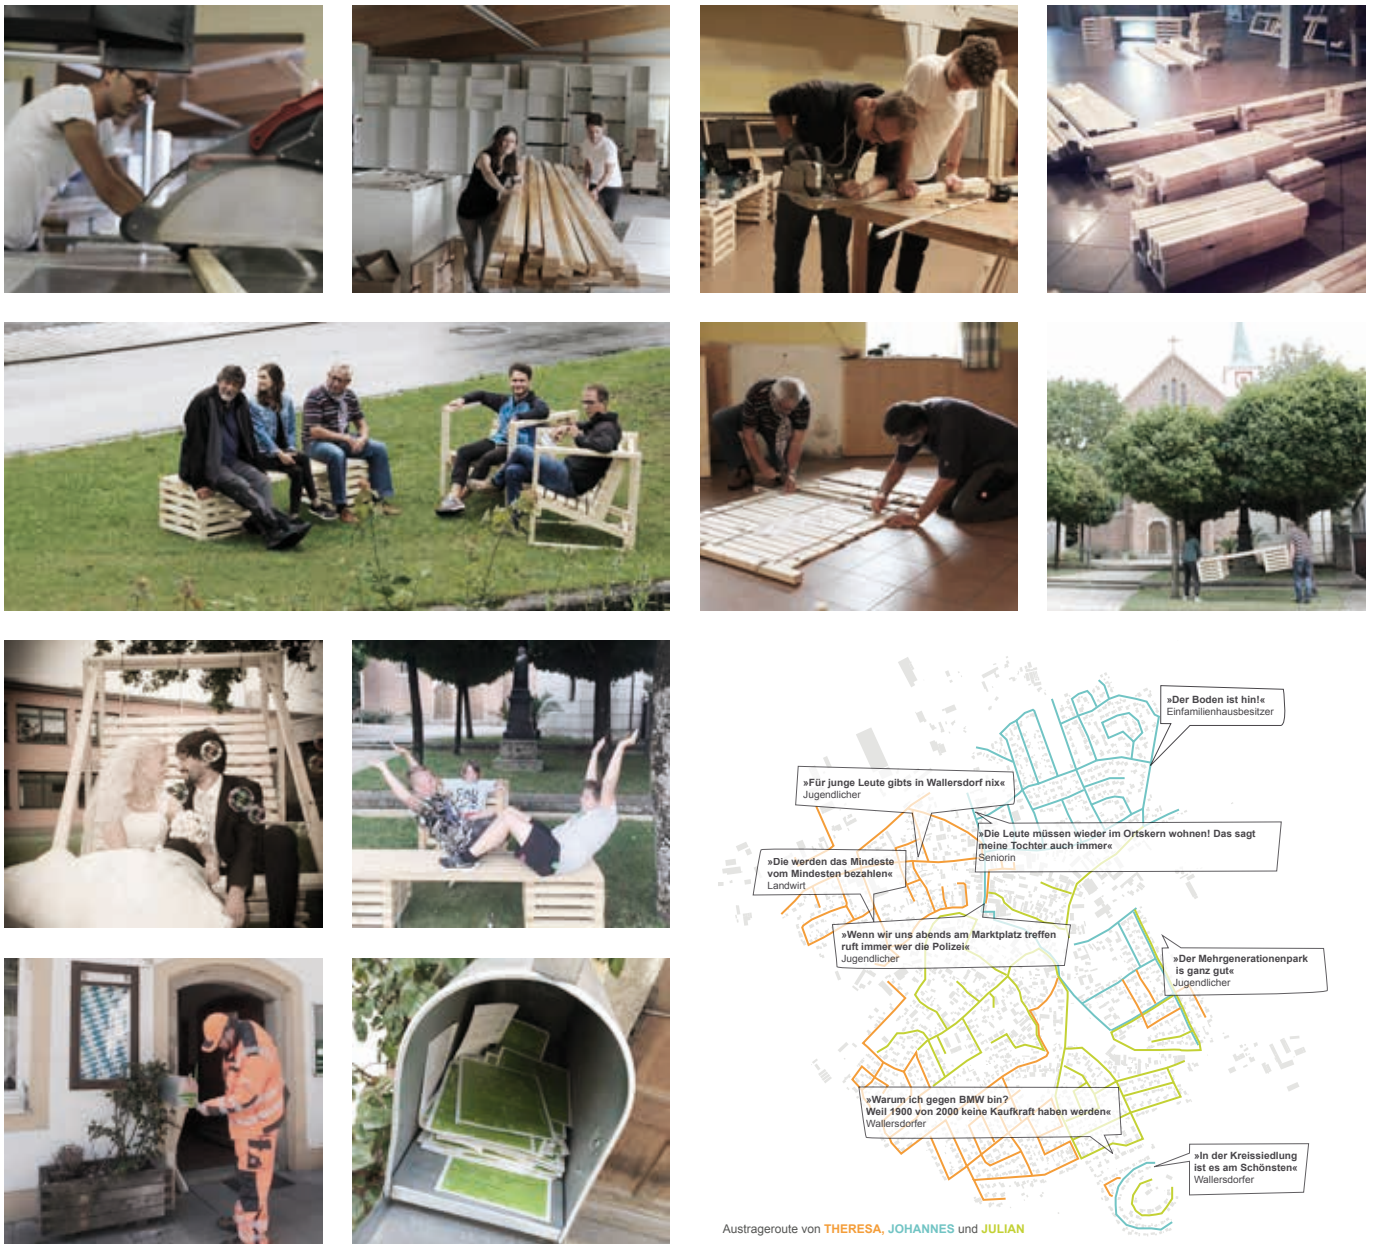 »Der Boden ist hin!«
Einfamilienhausbesitzer
»Für junge Leute gibts in Wallersdorf nix«
Jugendlicher
»Die Leute müssen wieder im Ortskern wohnen! Das sagt
meine Tochter auch immer«
Seniorin
»Die werden das Mindeste
vom Mindesten bezahlen«
Landwirt
»Wenn wir uns abends am Marktplatz treffen
ruft immer wer die Polizei«
Jugendlicher
»Der Mehrgenerationenpark
is ganz gut«
Jugendlicher
»Warum ich gegen BMW bin?
Weil 1900 von 2000 keine Kaufkraft haben werden«
Wallersdorfer
»In der Kreissiedlung
ist es am Schönsten«
Wallersdorfer
Austrageroute von THERESA, JOHANNES und JULIAN